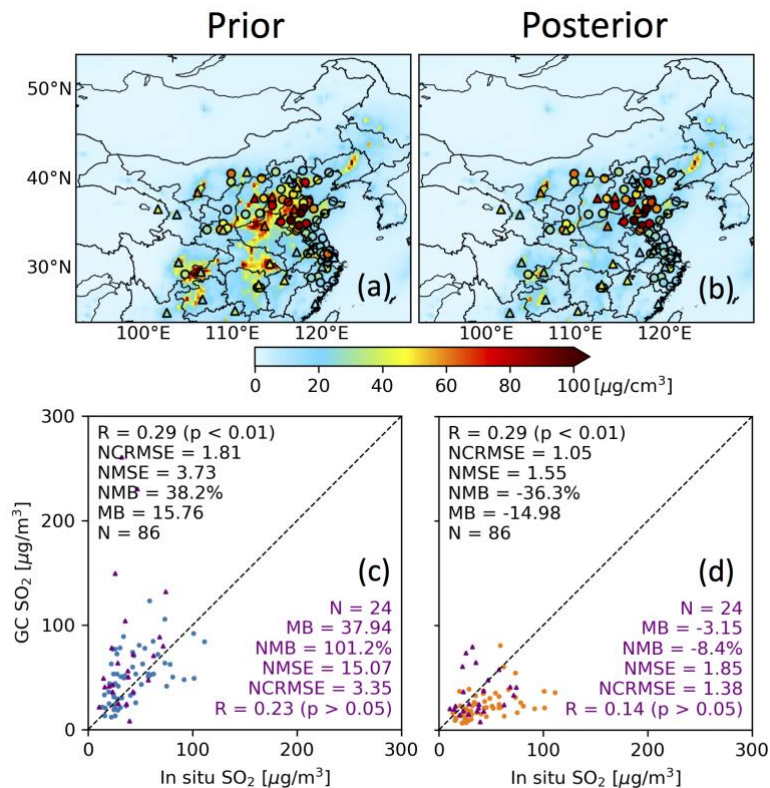 Prior Posterior
50°N
40°N
30°N
(a) (b)
100°E 110°E 120°E 100°E 110°E 120°E
0 20 40 60 80 100 [µg/cm³]
300
200
100
0
GC SO₂ [µg/m³]
R = 0.29 (p < 0.01)
NCRMSE = 1.81
NMSE = 3.73
NMB = 38.2%
MB = 15.76
N = 86
(c)
N = 24
MB = 37.94
NMB = 101.2%
NMSE = 15.07
NCRMSE = 3.35
R = 0.23 (p > 0.05)
0 100 200 300
In situ SO₂ [µg/m³]
300
200
100
0
R = 0.29 (p < 0.01)
NCRMSE = 1.05
NMSE = 1.55
NMB = -36.3%
MB = -14.98
N = 86
(d)
N = 24
MB = -3.15
NMB = -8.4%
NMSE = 1.85
NCRMSE = 1.38
R = 0.14 (p > 0.05)
0 100 200 300
In situ SO₂ [µg/m³]